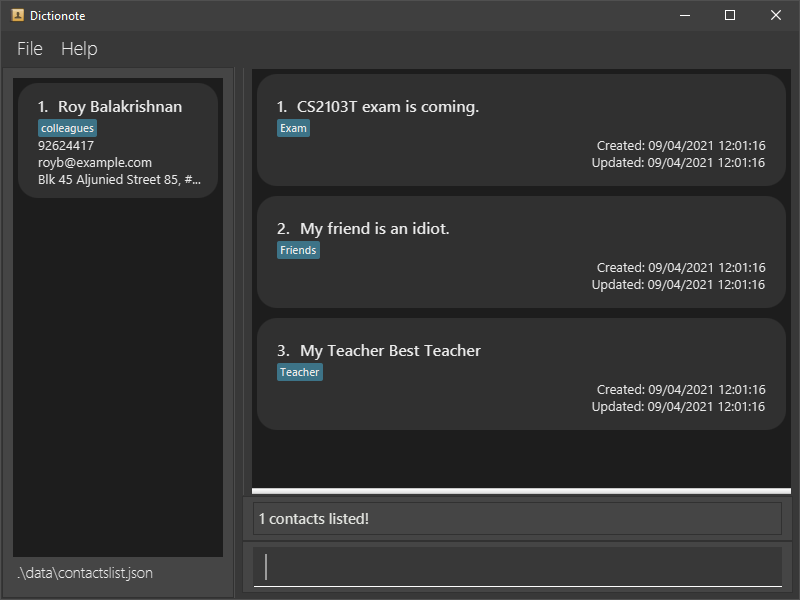 Dictionote
File Help
1. Roy Balakrishnan
colleagues
92624417
royb@example.com
Blk 45 Aljunied Street 85, #...
.\data\contactslist.json
1. CS2103T exam is coming.
Exam
Created: 09/04/2021 12:01:16
Updated: 09/04/2021 12:01:16
2. My friend is an idiot.
Friends
Created: 09/04/2021 12:01:16
Updated: 09/04/2021 12:01:16
3. My Teacher Best Teacher
Teacher
Created: 09/04/2021 12:01:16
Updated: 09/04/2021 12:01:16
1 contacts listed!